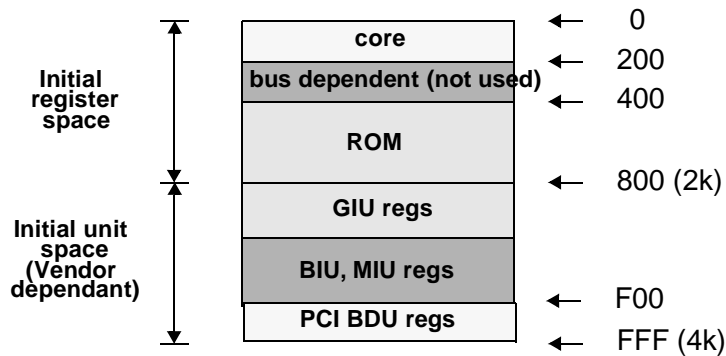 0
core
200
bus dependent (not used)
400
Initial
register
space
ROM
800 (2k)
GIU regs
Initial unit
space
(Vendor
dependant)
BIU, MIU regs
F00
PCI BDU regs
FFF (4k)